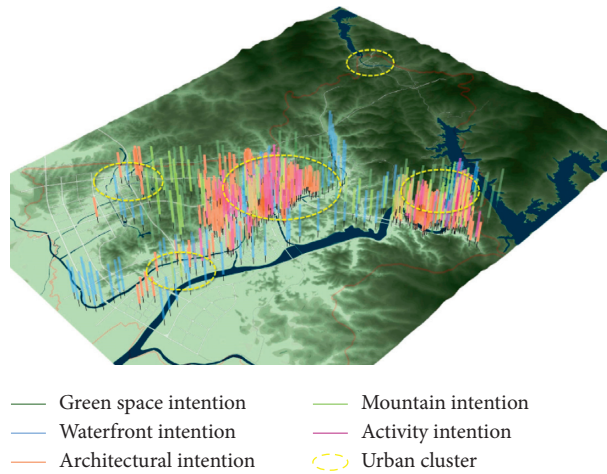 Green space intention
Mountain intention
Waterfront intention
Activity intention
Architectural intention
Urban cluster